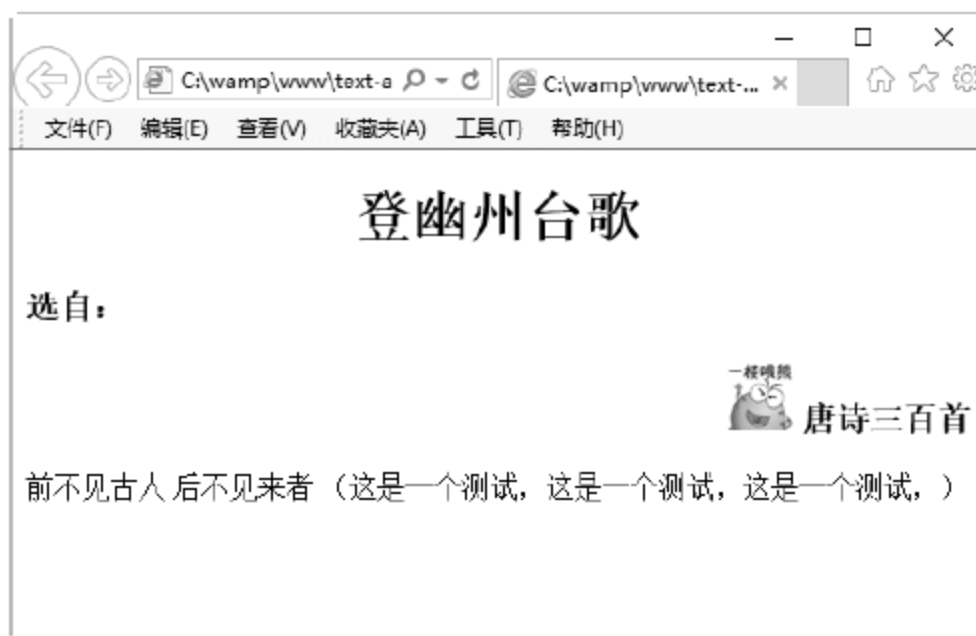 C:\wamp\www\text-a
C:\wamp\www\text-...
文件(F) 编辑(E) 查看(V) 收藏夹(A) 工具(T) 帮助(H)
登幽州台歌
选自：
唐诗三百首
前不见古人 后不见来者 （这是一个测试，这是一个测试，这是一个测试，）